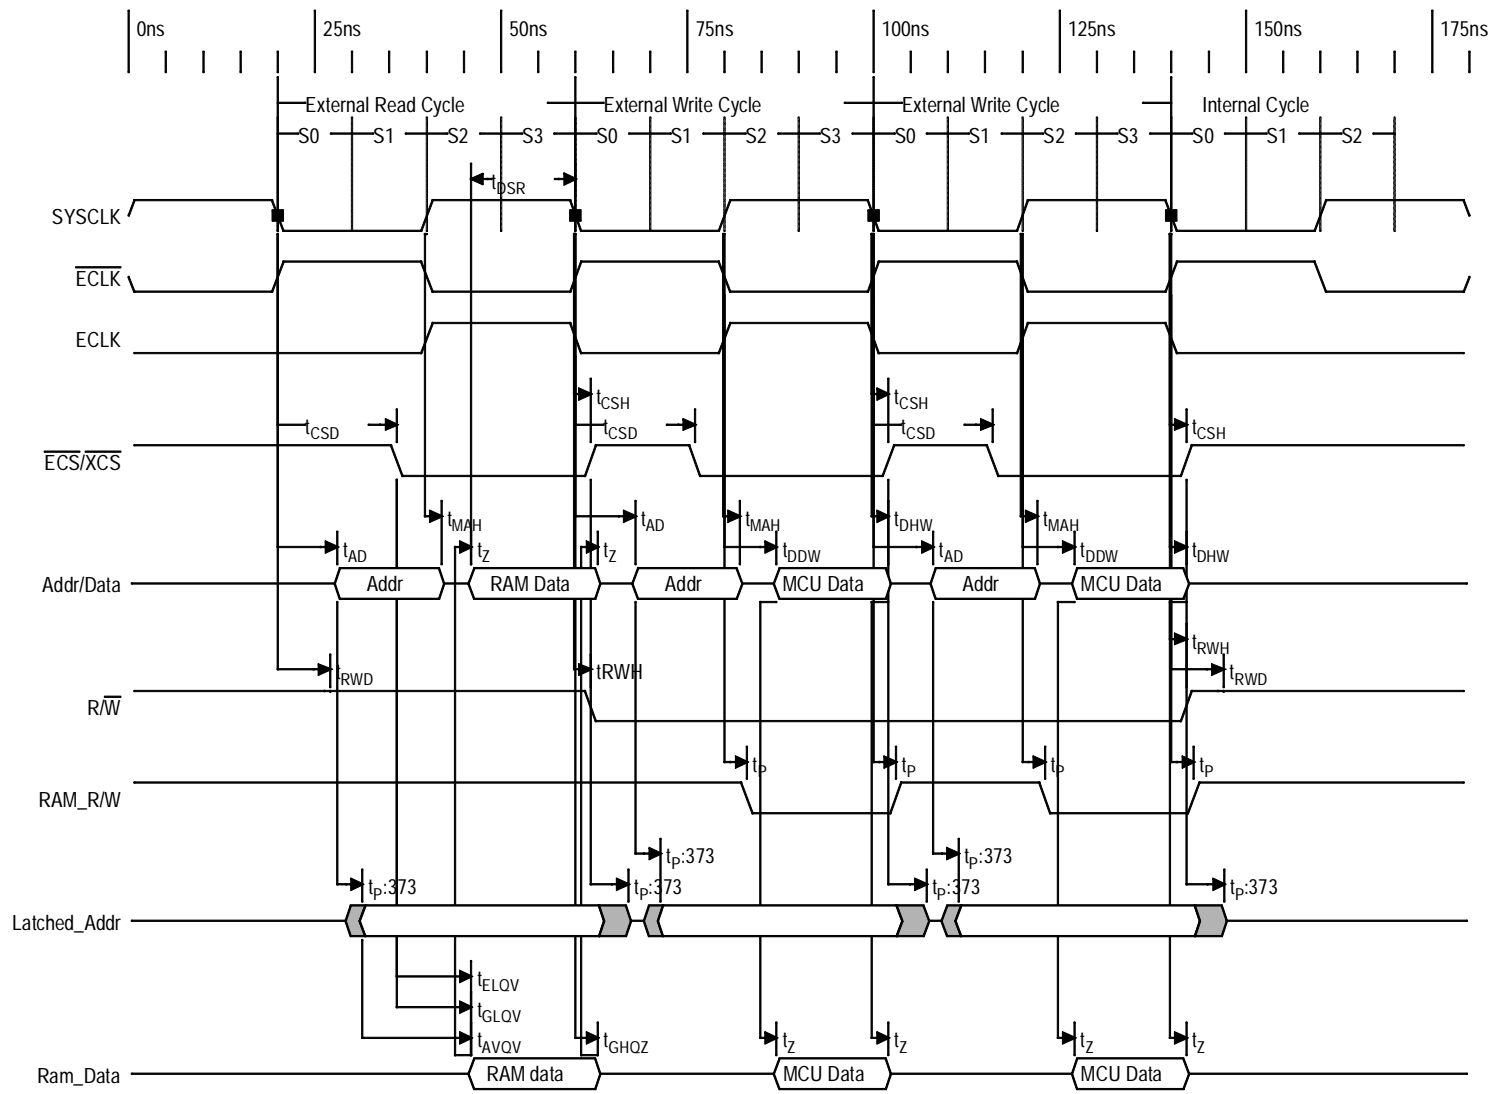 0ns 25ns 50ns 75ns 100ns 125ns 150ns 175ns
External Read Cycle External Write Cycle External Write Cycle Internal Cycle
S0 S1 S2 S3 S0 S1 S2 S3 S0 S1 S2 S3 S0 S1 S2
tDSR
SYSCLK
ECLK
ECLK
tCSH tCSH
tCSD tCSD tCSD tCSH
ECS/XCS
tMAH tAD tMAH tDHW tMAH
tAD tZ tZ tDDW tAD tDDW tDHW
Addr/Data Addr RAM Data Addr MCU Data Addr MCU Data
tRWH
tRWD tRWH tRWD
R/W
tP tP tP tP
RAM_R/W
tP:373 tP:373
tP:373 tP:373 tP:373 tP:373
Latched_Addr
tELQV
tGLQV
tAVQV tGHQZ tZ tZ tZ tZ
Ram_Data RAM data MCU Data MCU Data